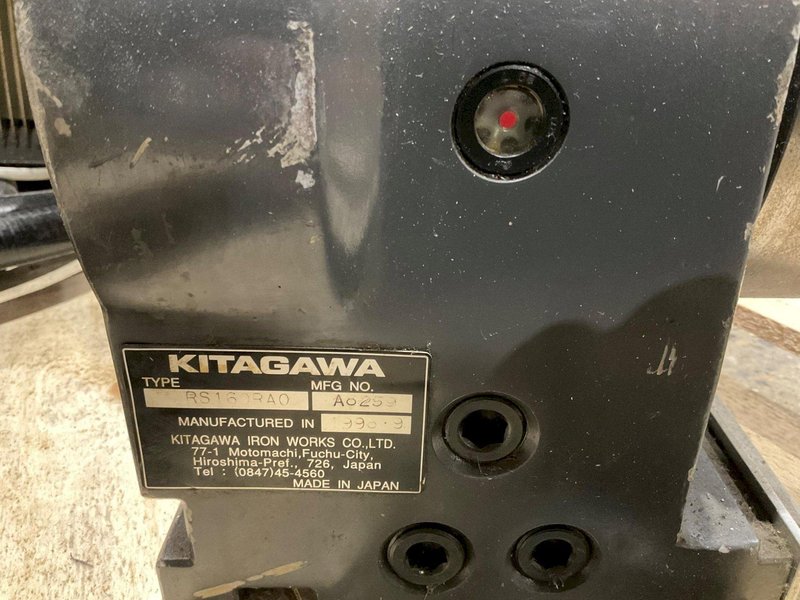 KITAGAWA
TYPE MFG NO.
RS160RA0 A6259
MANUFACTURED IN
KITAGAWA IRON WORKS CO.,LTD.
77-1 Motomachi,Fuchu-City,
Hiroshima-Pref., 726, Japan
Tel : (0847)45-4560
MADE IN JAPAN